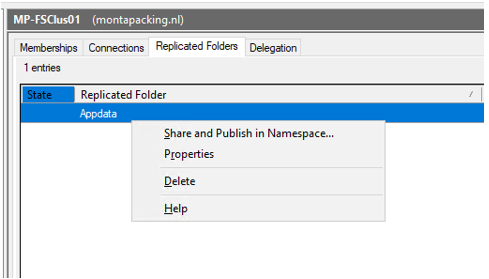 MP-FSClus01 (montapacking.nl)
Memberships Connections Replicated Folders Delegation
1 entries
State Replicated Folder
Appdata
Share and Publish in Namespace...
Properties
Delete
Help